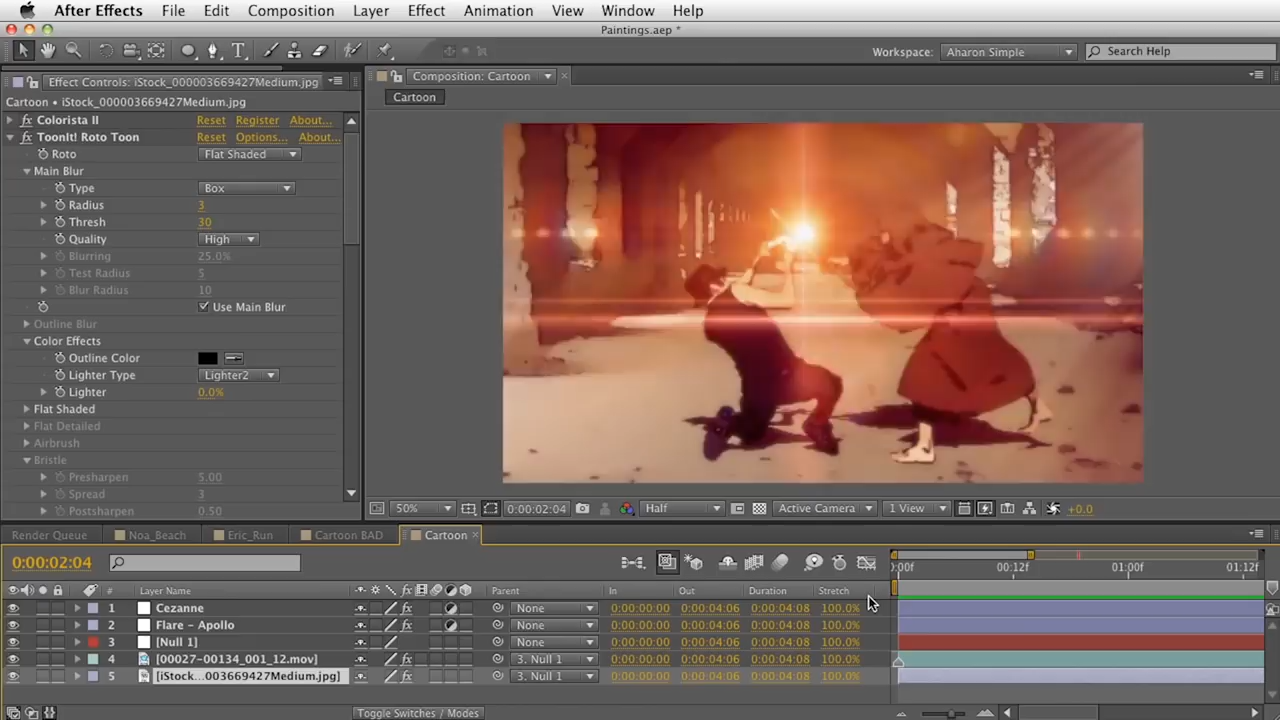 After Effects File Edit Composition Layer Effect Animation View Window Help
Paintings.aep *
Workspace: Aharon Simple Search Help
Effect Controls: iStock_000003669427Medium.jpg
Composition: Cartoon
Cartoon • iStock_000003669427Medium.jpg
Cartoon
fx Colorista II Reset Register About...
fx ToonIt! Roto Toon Reset Options... About...
Roto Flat Shaded
Main Blur
Type Box
Radius 3
Thresh 30
Quality High
Blurring 25.0%
Test Radius 5
Blur Radius 10
Use Main Blur
Outline Blur
Color Effects
Outline Color
Lighter Type Lighter2
Lighter 0.0%
Flat Shaded
Flat Detailed
Airbrush
Bristle
Presharpen 5.00
Spread 3
Postsharpen 0.50
50% 0:00:02:04 Half Active Camera 1 View +0.0
Render Queue Noa_Beach Eric_Run Cartoon BAD Cartoon
0:00:02:04
:00f 00:12f 01:00f 01:12f
# Layer Name fx Parent In Out Duration Stretch
1 Cezanne fx None 0:00:00:00 0:00:04:06 0:00:04:08 100.0%
2 Flare – Apollo fx None 0:00:00:00 0:00:04:06 0:00:04:08 100.0%
3 [Null 1] None 0:00:00:00 0:00:04:06 0:00:04:08 100.0%
4 [00027-00134_001_12.mov] fx 3. Null 1 0:00:00:00 0:00:04:06 0:00:04:08 100.0%
5 [iStock...003669427Medium.jpg] fx 3. Null 1 0:00:00:00 0:00:04:06 0:00:04:08 100.0%
Toggle Switches / Modes